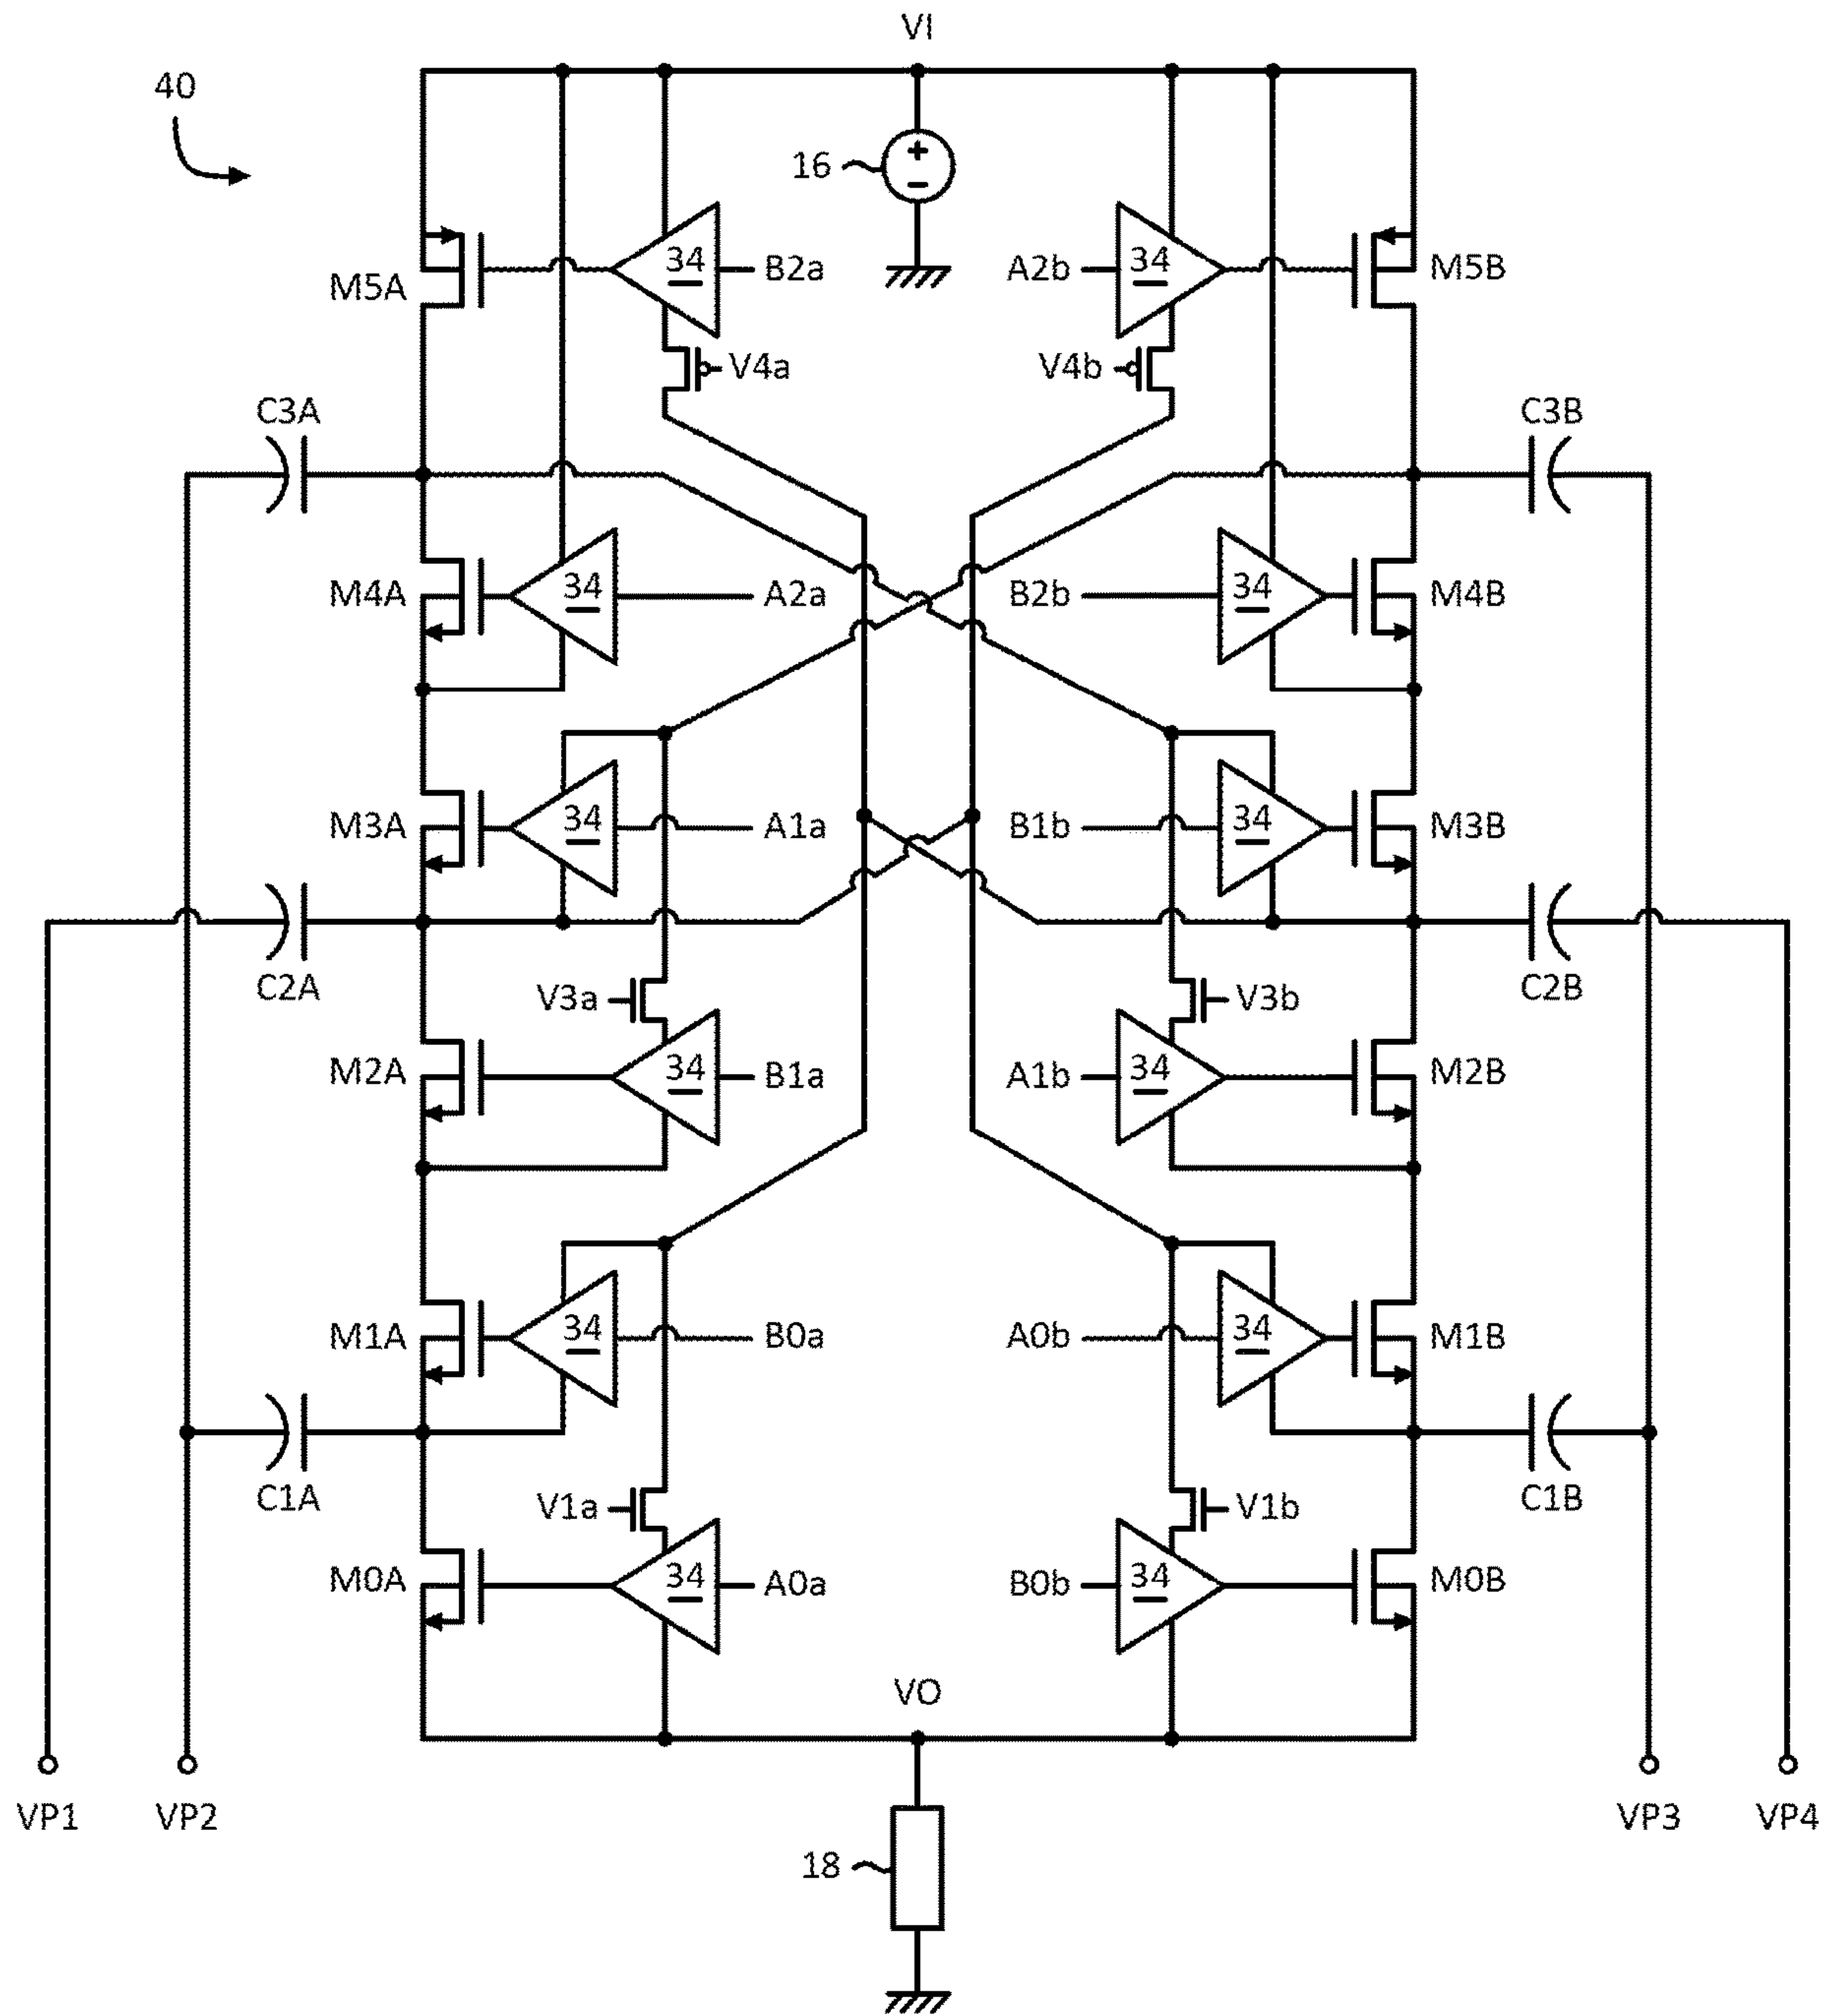 VI
40
16
34
B2a
A2b
34
M5A
M5B
V4a
V4b
C3A
C3B
M4A
34
A2a
B2b
34
M4B
M3A
34
A1a
B1b
34
M3B
C2A
V3a
V3b
C2B
M2A
34
B1a
A1b
34
M2B
M1A
34
B0a
A0b
34
M1B
C1A
V1a
V1b
C1B
M0A
34
A0a
B0b
34
M0B
VO
VP1
VP2
VP3
VP4
18